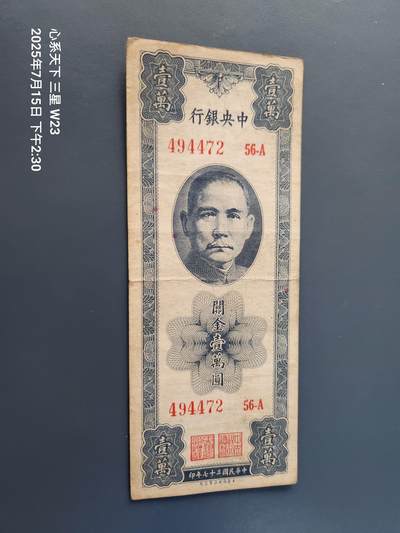 心系天下 三星 W23
2025年7月15日 下午2:30
壹萬
壹萬
行銀央中
494472 56-A
關金壹萬圓
494472 56-A
壹萬
壹萬
印年七十三國民華中